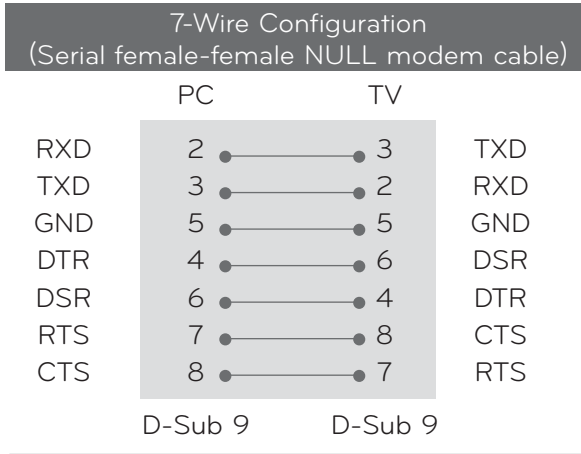 7-Wire Configuration
(Serial female-female NULL modem cable)
PC TV
RXD 2 3 TXD
TXD 3 2 RXD
GND 5 5 GND
DTR 4 6 DSR
DSR 6 4 DTR
RTS 7 8 CTS
CTS 8 7 RTS
D-Sub 9 D-Sub 9